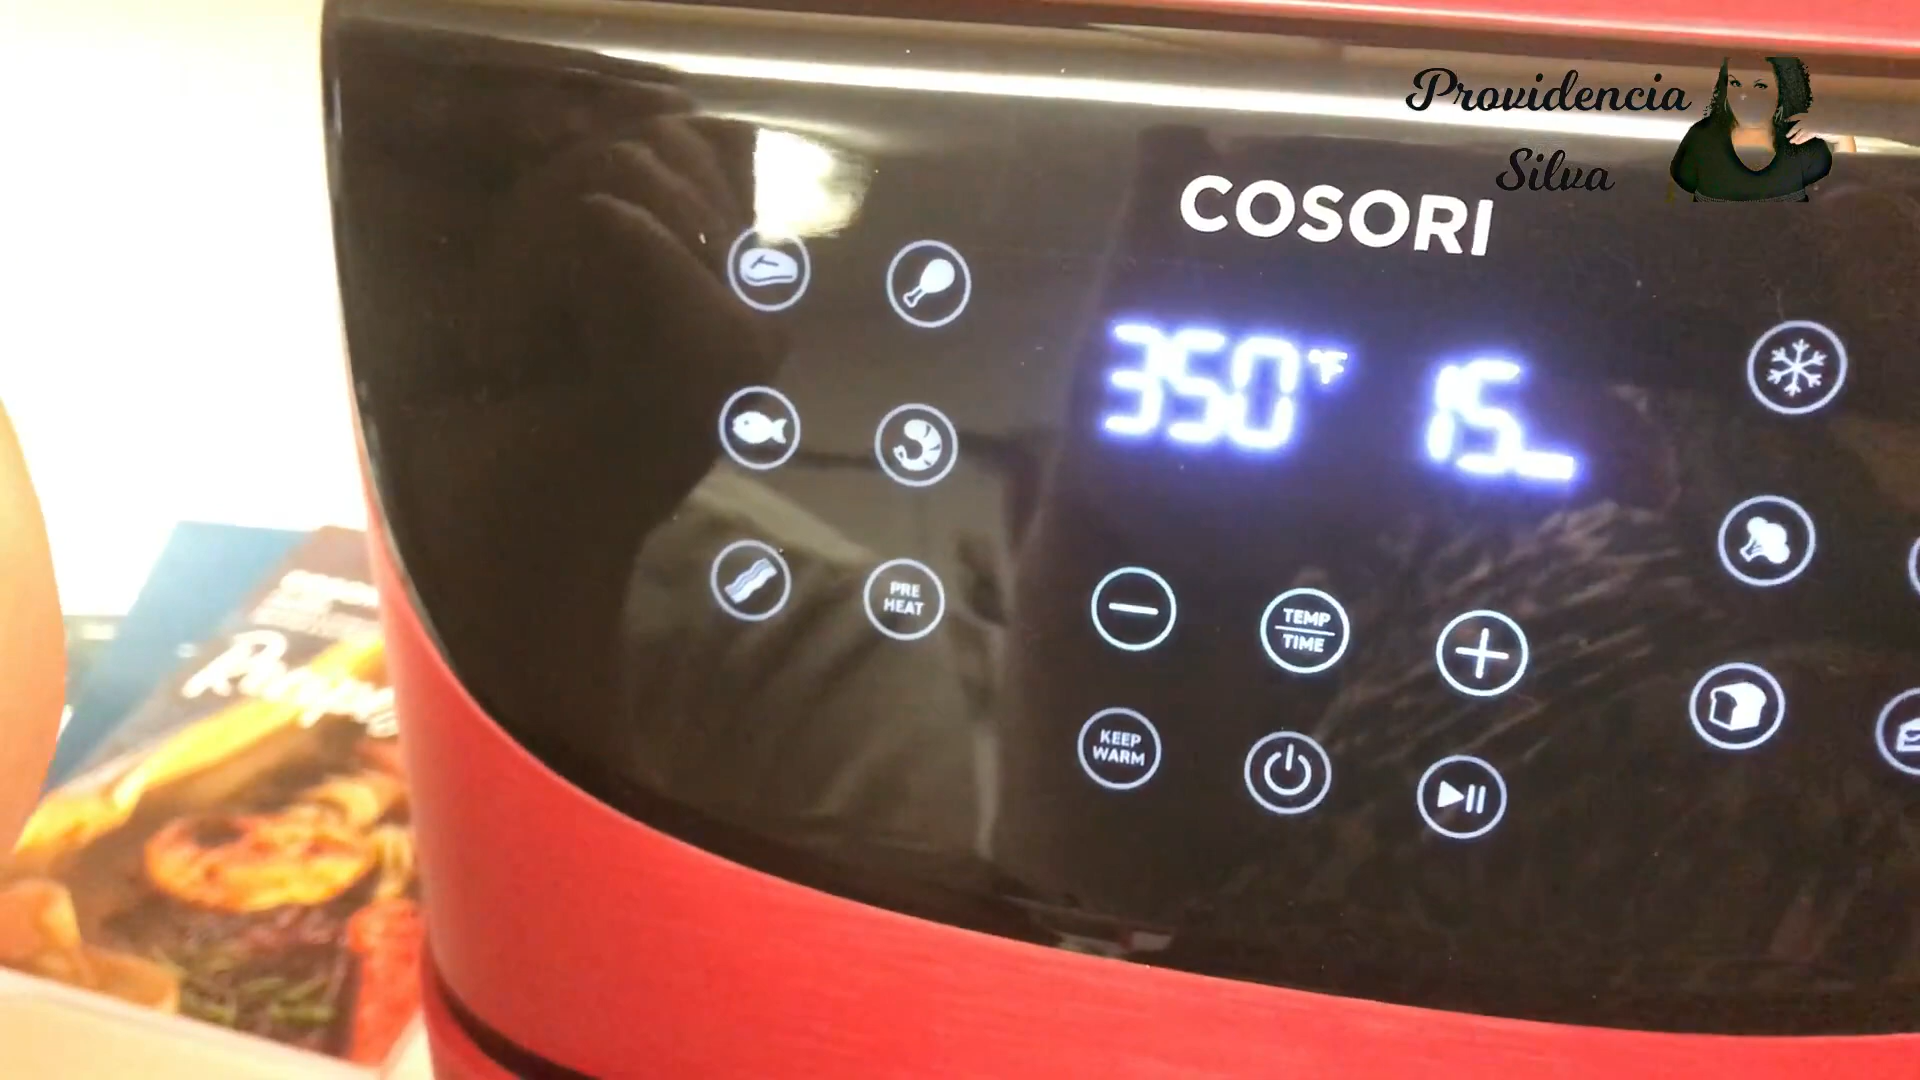 Providencia
Silva
COSORI
350°F 15
PRE
HEAT
TEMP
TIME
KEEP
WARM